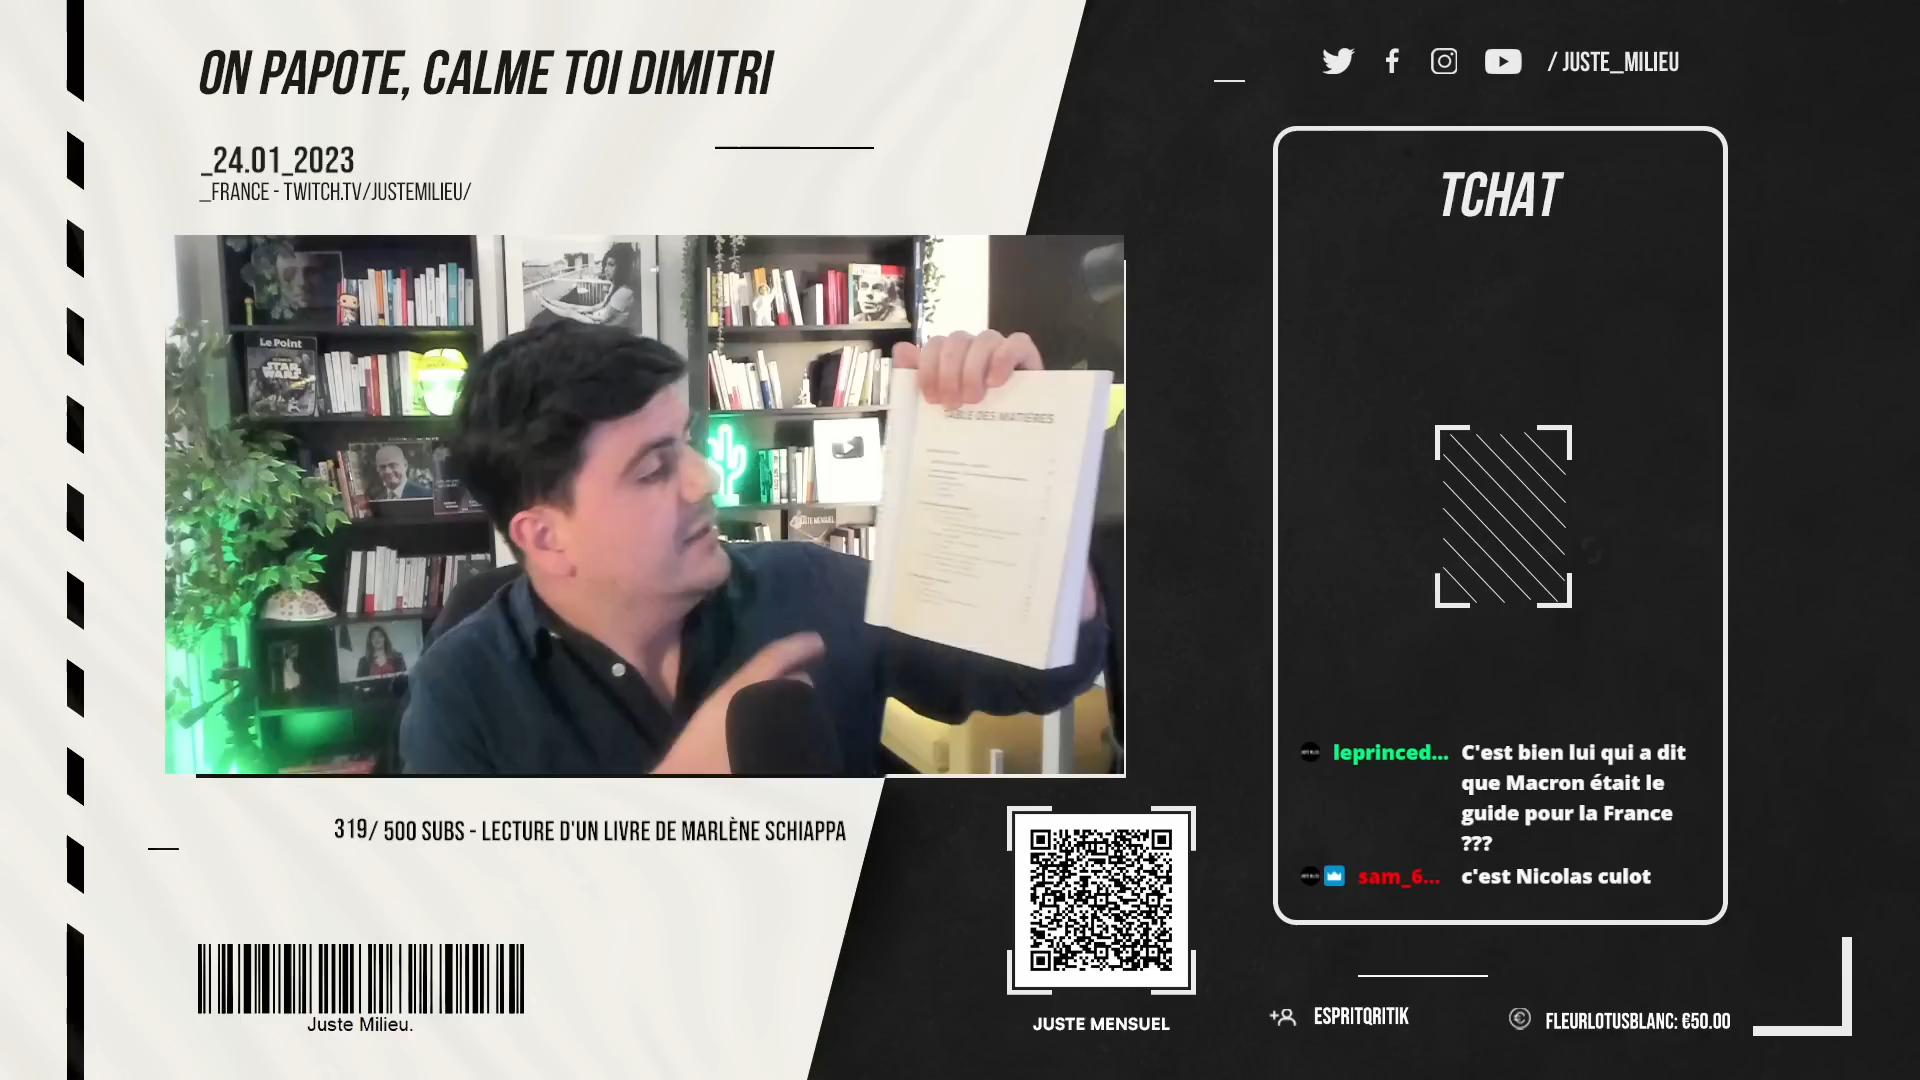 ON PAPOTE, CALME TOI DIMITRI
_24.01_2023
_FRANCE - TWITCH.TV/JUSTEMILIEU/
/ JUSTE_MILIEU
TCHAT
Le Point
STAR
WARS
TABLE DES MATIÈRES
leprinced... C'est bien lui qui a dit
que Macron était le
guide pour la France
???
sam_6... c'est Nicolas culot
319/ 500 SUBS - LECTURE D'UN LIVRE DE MARLÈNE SCHIAPPA
Juste Milieu.
JUSTE MENSUEL
ESPRITQRITIK
FLEURLOTUSBLANC: €50.00